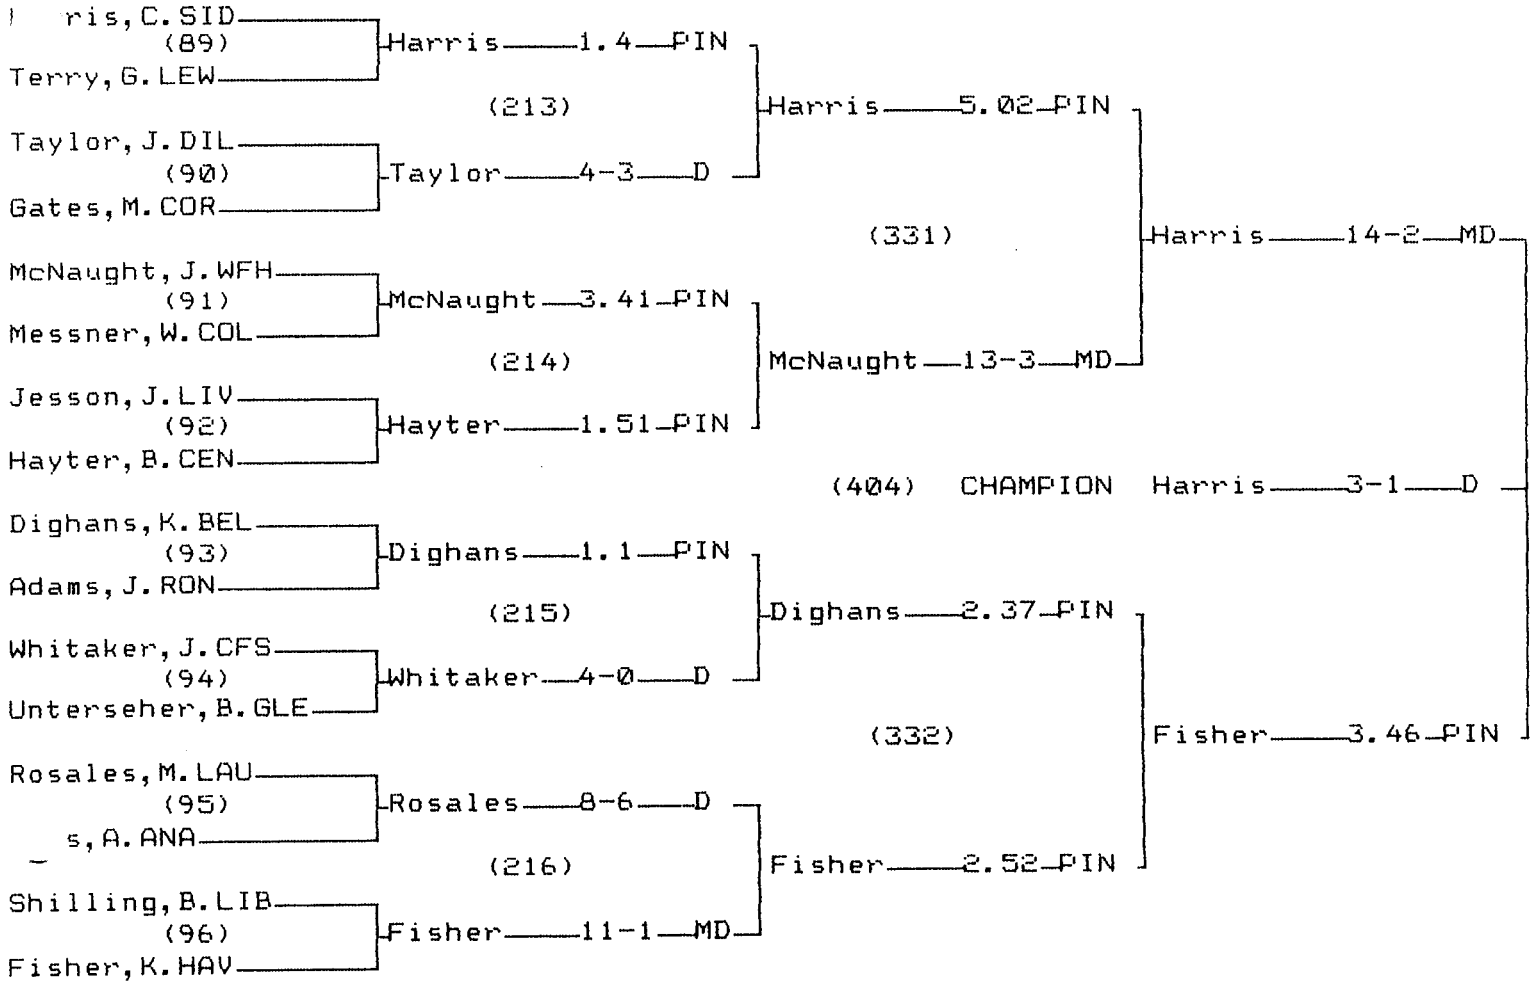 ris, C. SID
(89) Harris 1.4 PIN
Terry, G. LEW
(213) Harris 5.02 PIN
Taylor, J. DIL
(90) Taylor 4-3 D
Gates, M. COR
(331) Harris 14-2 MD
McNaught, J. WFH
(91) McNaught 3.41 PIN
Messner, W. COL
(214) McNaught 13-3 MD
Jesson, J. LIV
(92) Hayter 1.51 PIN
Hayter, B. CEN
(404) CHAMPION Harris 3-1 D
Dighans, K. BEL
(93) Dighans 1.1 PIN
Adams, J. RON
(215) Dighans 2.37 PIN
Whitaker, J. CFS
(94) Whitaker 4-0 D
Unterseher, B. GLE
(332) Fisher 3.46 PIN
Rosales, M. LAU
(95) Rosales 8-6 D
s, A. ANA
(216) Fisher 2.52 PIN
Shilling, B. LIB
(96) Fisher 11-1 MD
Fisher, K. HAV